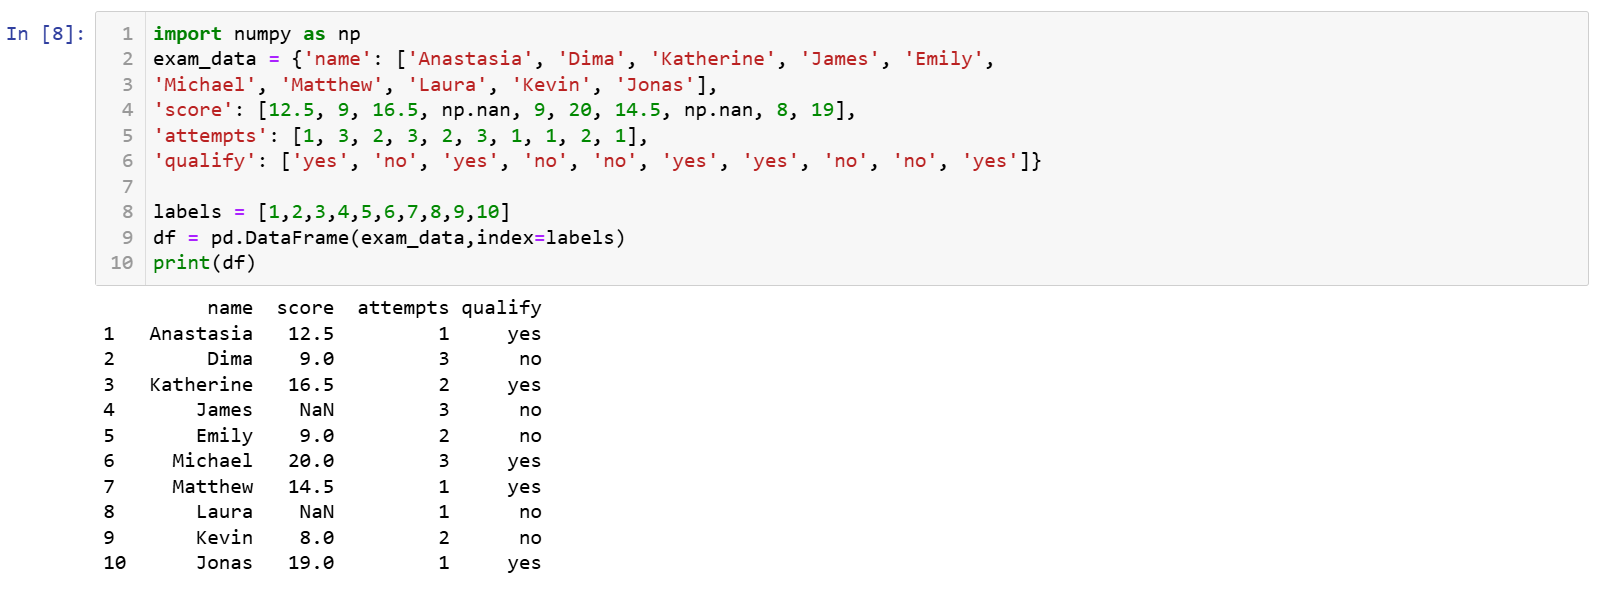 In [8]:
1 import numpy as np
2 exam_data = {'name': ['Anastasia', 'Dima', 'Katherine', 'James', 'Emily',
3 'Michael', 'Matthew', 'Laura', 'Kevin', 'Jonas'],
4 'score': [12.5, 9, 16.5, np.nan, 9, 20, 14.5, np.nan, 8, 19],
5 'attempts': [1, 3, 2, 3, 2, 3, 1, 1, 2, 1],
6 'qualify': ['yes', 'no', 'yes', 'no', 'no', 'yes', 'yes', 'no', 'no', 'yes']}
7
8 labels = [1,2,3,4,5,6,7,8,9,10]
9 df = pd.DataFrame(exam_data,index=labels)
10 print(df)
name score attempts qualify
1 Anastasia 12.5 1 yes
2 Dima 9.0 3 no
3 Katherine 16.5 2 yes
4 James NaN 3 no
5 Emily 9.0 2 no
6 Michael 20.0 3 yes
7 Matthew 14.5 1 yes
8 Laura NaN 1 no
9 Kevin 8.0 2 no
10 Jonas 19.0 1 yes